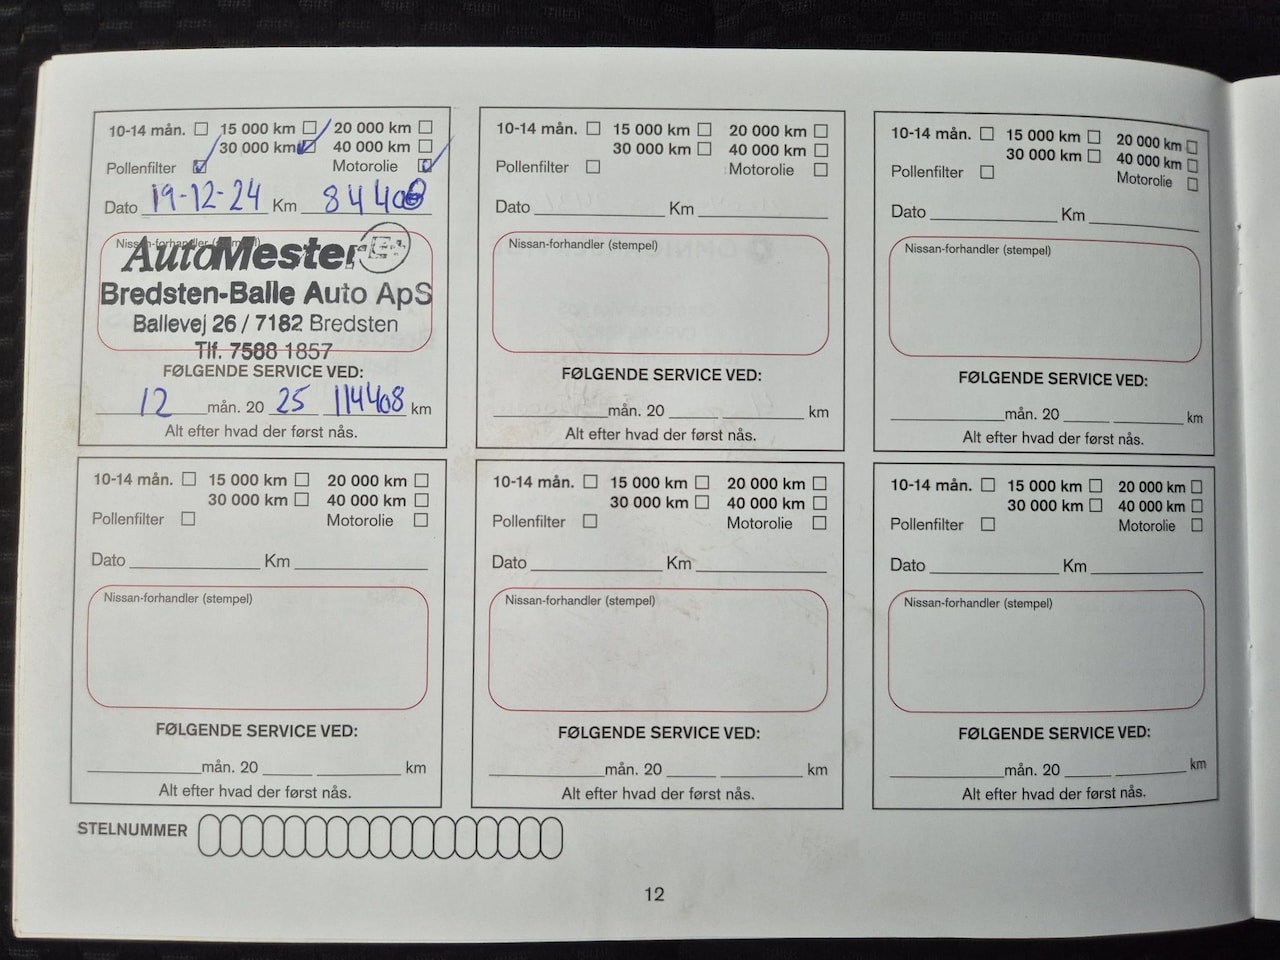 10-14 mån. 15 000 km 20 000 km
30 000 km 40 000 km
Pollenfilter Motorolie
Dato 19-12-24 Km 84408
Nissan-forhandler (stempel)
AutoMester
Bredsten-Balle Auto ApS
Ballevej 26 / 7182 Bredsten
Tlf. 7588 1857
FØLGENDE SERVICE VED:
12 mån. 20 25 114408 km
Alt efter hvad der først nås.
10-14 mån. 15 000 km 20 000 km
30 000 km 40 000 km
Pollenfilter Motorolie
Dato Km
Nissan-forhandler (stempel)
FØLGENDE SERVICE VED:
mån. 20 km
Alt efter hvad der først nås.
10-14 mån. 15 000 km 20 000 km
30 000 km 40 000 km
Pollenfilter Motorolie
Dato Km
Nissan-forhandler (stempel)
FØLGENDE SERVICE VED:
mån. 20 km
Alt efter hvad der først nås.
10-14 mån. 15 000 km 20 000 km
30 000 km 40 000 km
Pollenfilter Motorolie
Dato Km
Nissan-forhandler (stempel)
FØLGENDE SERVICE VED:
mån. 20 km
Alt efter hvad der først nås.
10-14 mån. 15 000 km 20 000 km
30 000 km 40 000 km
Pollenfilter Motorolie
Dato Km
Nissan-forhandler (stempel)
FØLGENDE SERVICE VED:
mån. 20 km
Alt efter hvad der først nås.
10-14 mån. 15 000 km 20 000 km
30 000 km 40 000 km
Pollenfilter Motorolie
Dato Km
Nissan-forhandler (stempel)
FØLGENDE SERVICE VED:
mån. 20 km
Alt efter hvad der først nås.
STELNUMMER
12